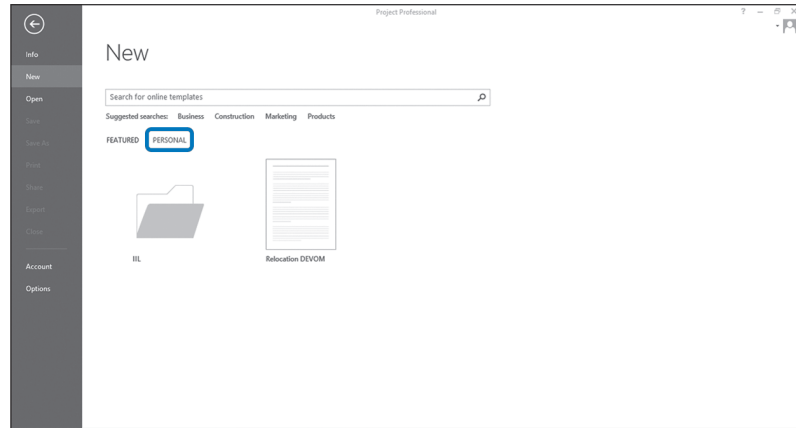 Project Professional
?
Info
New
New
Open
Search for online templates
Save
Suggested searches: Business Construction Marketing Products
Save As
FEATURED PERSONAL
Print
Share
Export
Close
IIL Relocation DEVOM
Account
Options